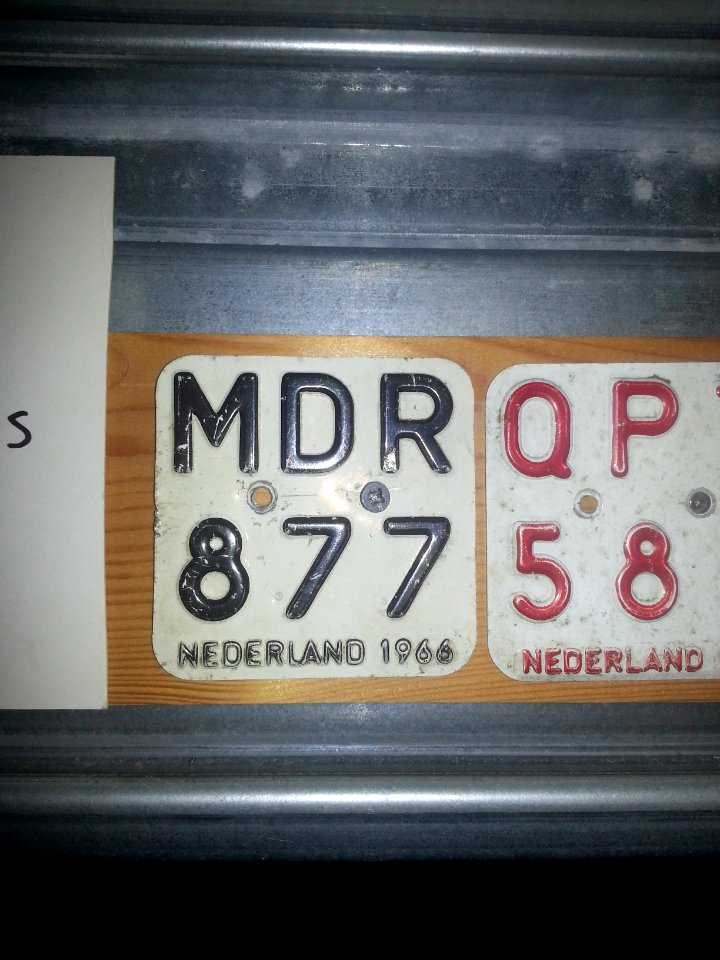 S
MDR
877
NEDERLAND 1966
QP
58
NEDERLAND